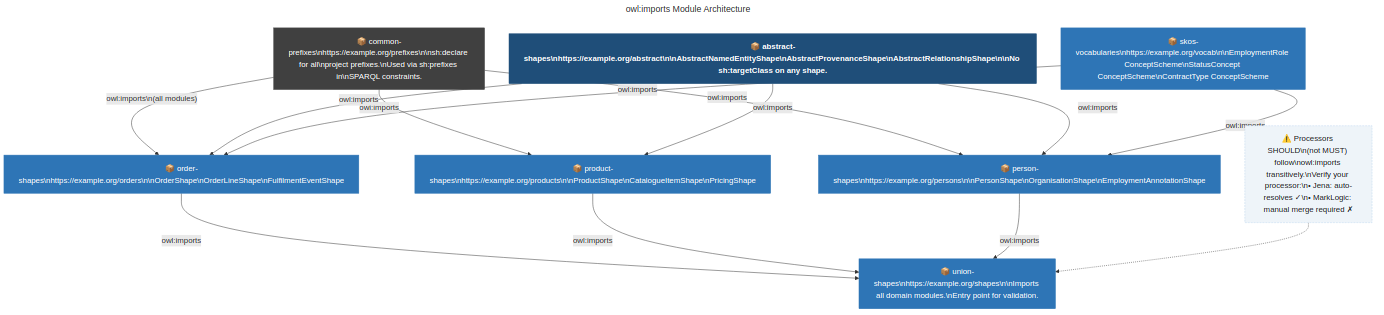 owl:imports Module Architecture
📦 common-
prefixes\nhttps://example.org/prefixes\n\nsh:declare
for all\nproject prefixes.\nUsed via sh:prefixes
in\nSPARQL constraints.
📦 abstract-
shapes\nhttps://example.org/abstract\n\nAbstractNamedEntityShape\nAbstractProvenanceShape\nAbstractRelationshipShape\n\nNo
sh:targetClass on any shape.
📦 skos-
vocabularies\nhttps://example.org/vocab\n\nEmploymentRole
ConceptScheme\nStatusConcept
ConceptScheme\nContractType ConceptScheme
owl:imports\n(all modules)
owl:imports
owl:imports
owl:imports
owl:imports
owl:imports
owl:imports
owl:imports
⚠️ Processors
SHOULD\n(not MUST)
follow\nowl:imports
transitively.\nVerify your
processor:\n• Jena: auto-
resolves ✓\n• MarkLogic:
manual merge required ✗
📦 order-
shapes\nhttps://example.org/orders\n\nOrderShape\nOrderLineShape\nFulfilmentEventShape
📦 product-
shapes\nhttps://example.org/products\n\nProductShape\nCatalogueItemShape\nPricingShape
📦 person-
shapes\nhttps://example.org/persons\n\nPersonShape\nOrganisationShape\nEmploymentAnnotationShape
owl:imports
owl:imports
owl:imports
📦 union-
shapes\nhttps://example.org/shapes\n\nImports
all domain modules.\nEntry point for validation.